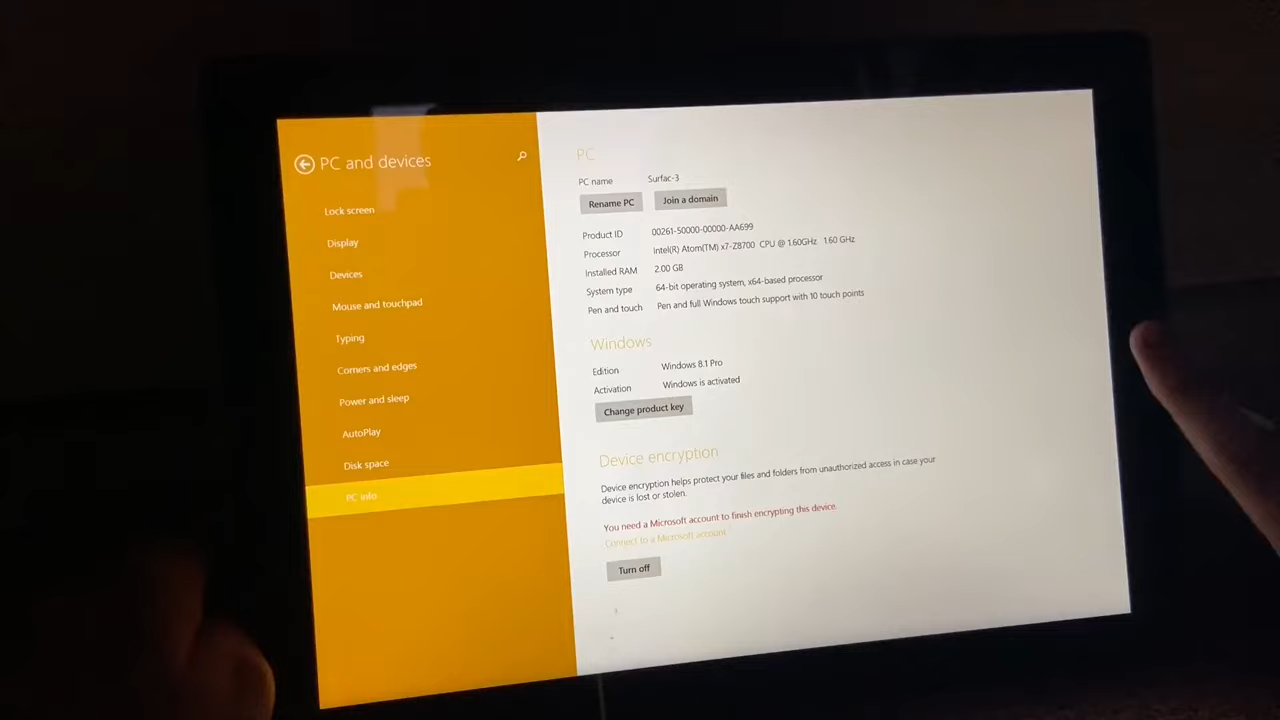 PC and devices
Lock screen
Display
Devices
Mouse and touchpad
Typing
Corners and edges
Power and sleep
AutoPlay
Disk space
PC info
PC
PC name Surfac-3
Rename PC Join a domain
Product ID 00261-50000-00000-AA699
Processor Intel(R) Atom(TM) x7-Z8700 CPU @ 1.60GHz 1.60 GHz
Installed RAM 2.00 GB
System type 64-bit operating system, x64-based processor
Pen and touch Pen and full Windows touch support with 10 touch points
Windows
Edition Windows 8.1 Pro
Activation Windows is activated
Change product key
Device encryption
Device encryption helps protect your files and folders from unauthorized access in case your
device is lost or stolen.
You need a Microsoft account to finish encrypting this device.
Connect to a Microsoft account
Turn off